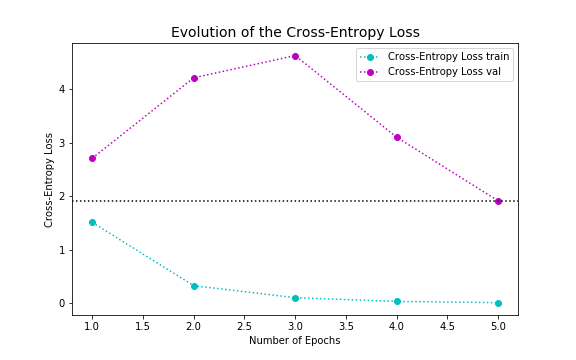 Evolution of the Cross-Entropy Loss
Cross-Entropy Loss train
Cross-Entropy Loss val
Cross-Entropy Loss
4
3
2
1
0
1.0 1.5 2.0 2.5 3.0 3.5 4.0 4.5 5.0
Number of Epochs